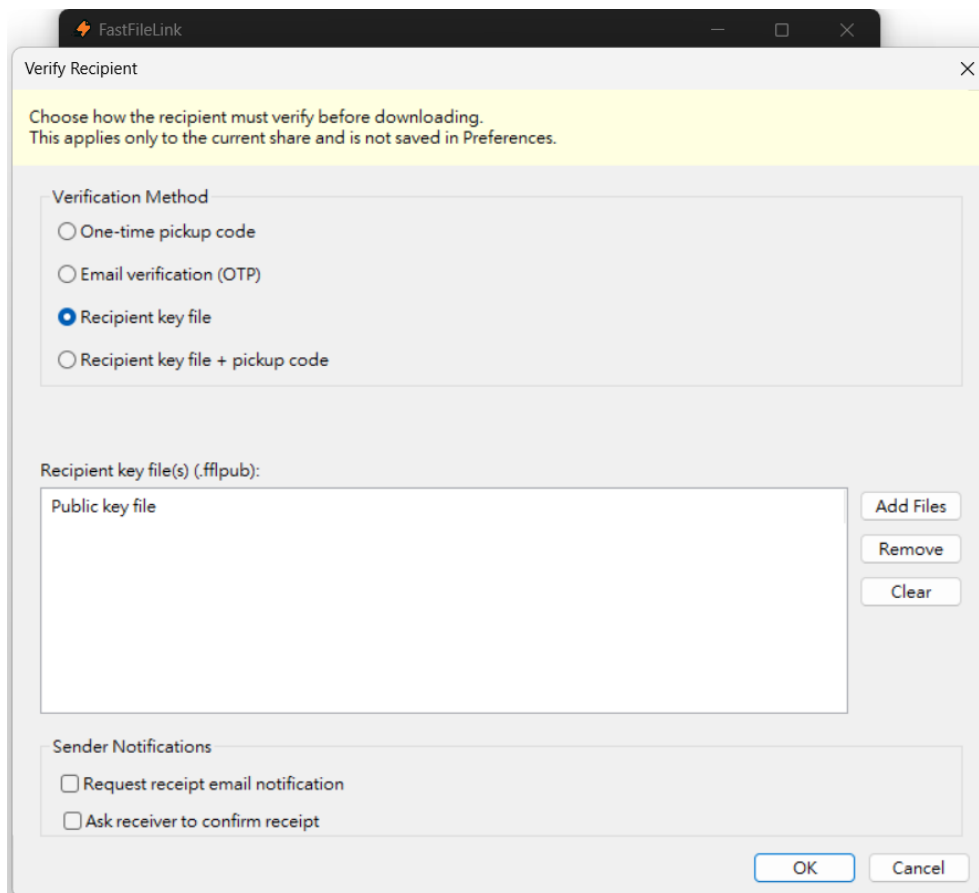 FastFileLink
Verify Recipient
Choose how the recipient must verify before downloading.
This applies only to the current share and is not saved in Preferences.
Verification Method
One-time pickup code
Email verification (OTP)
Recipient key file
Recipient key file + pickup code
Recipient key file(s) (.fflpub):
Public key file
Add Files
Remove
Clear
Sender Notifications
Request receipt email notification
Ask receiver to confirm receipt
OK
Cancel